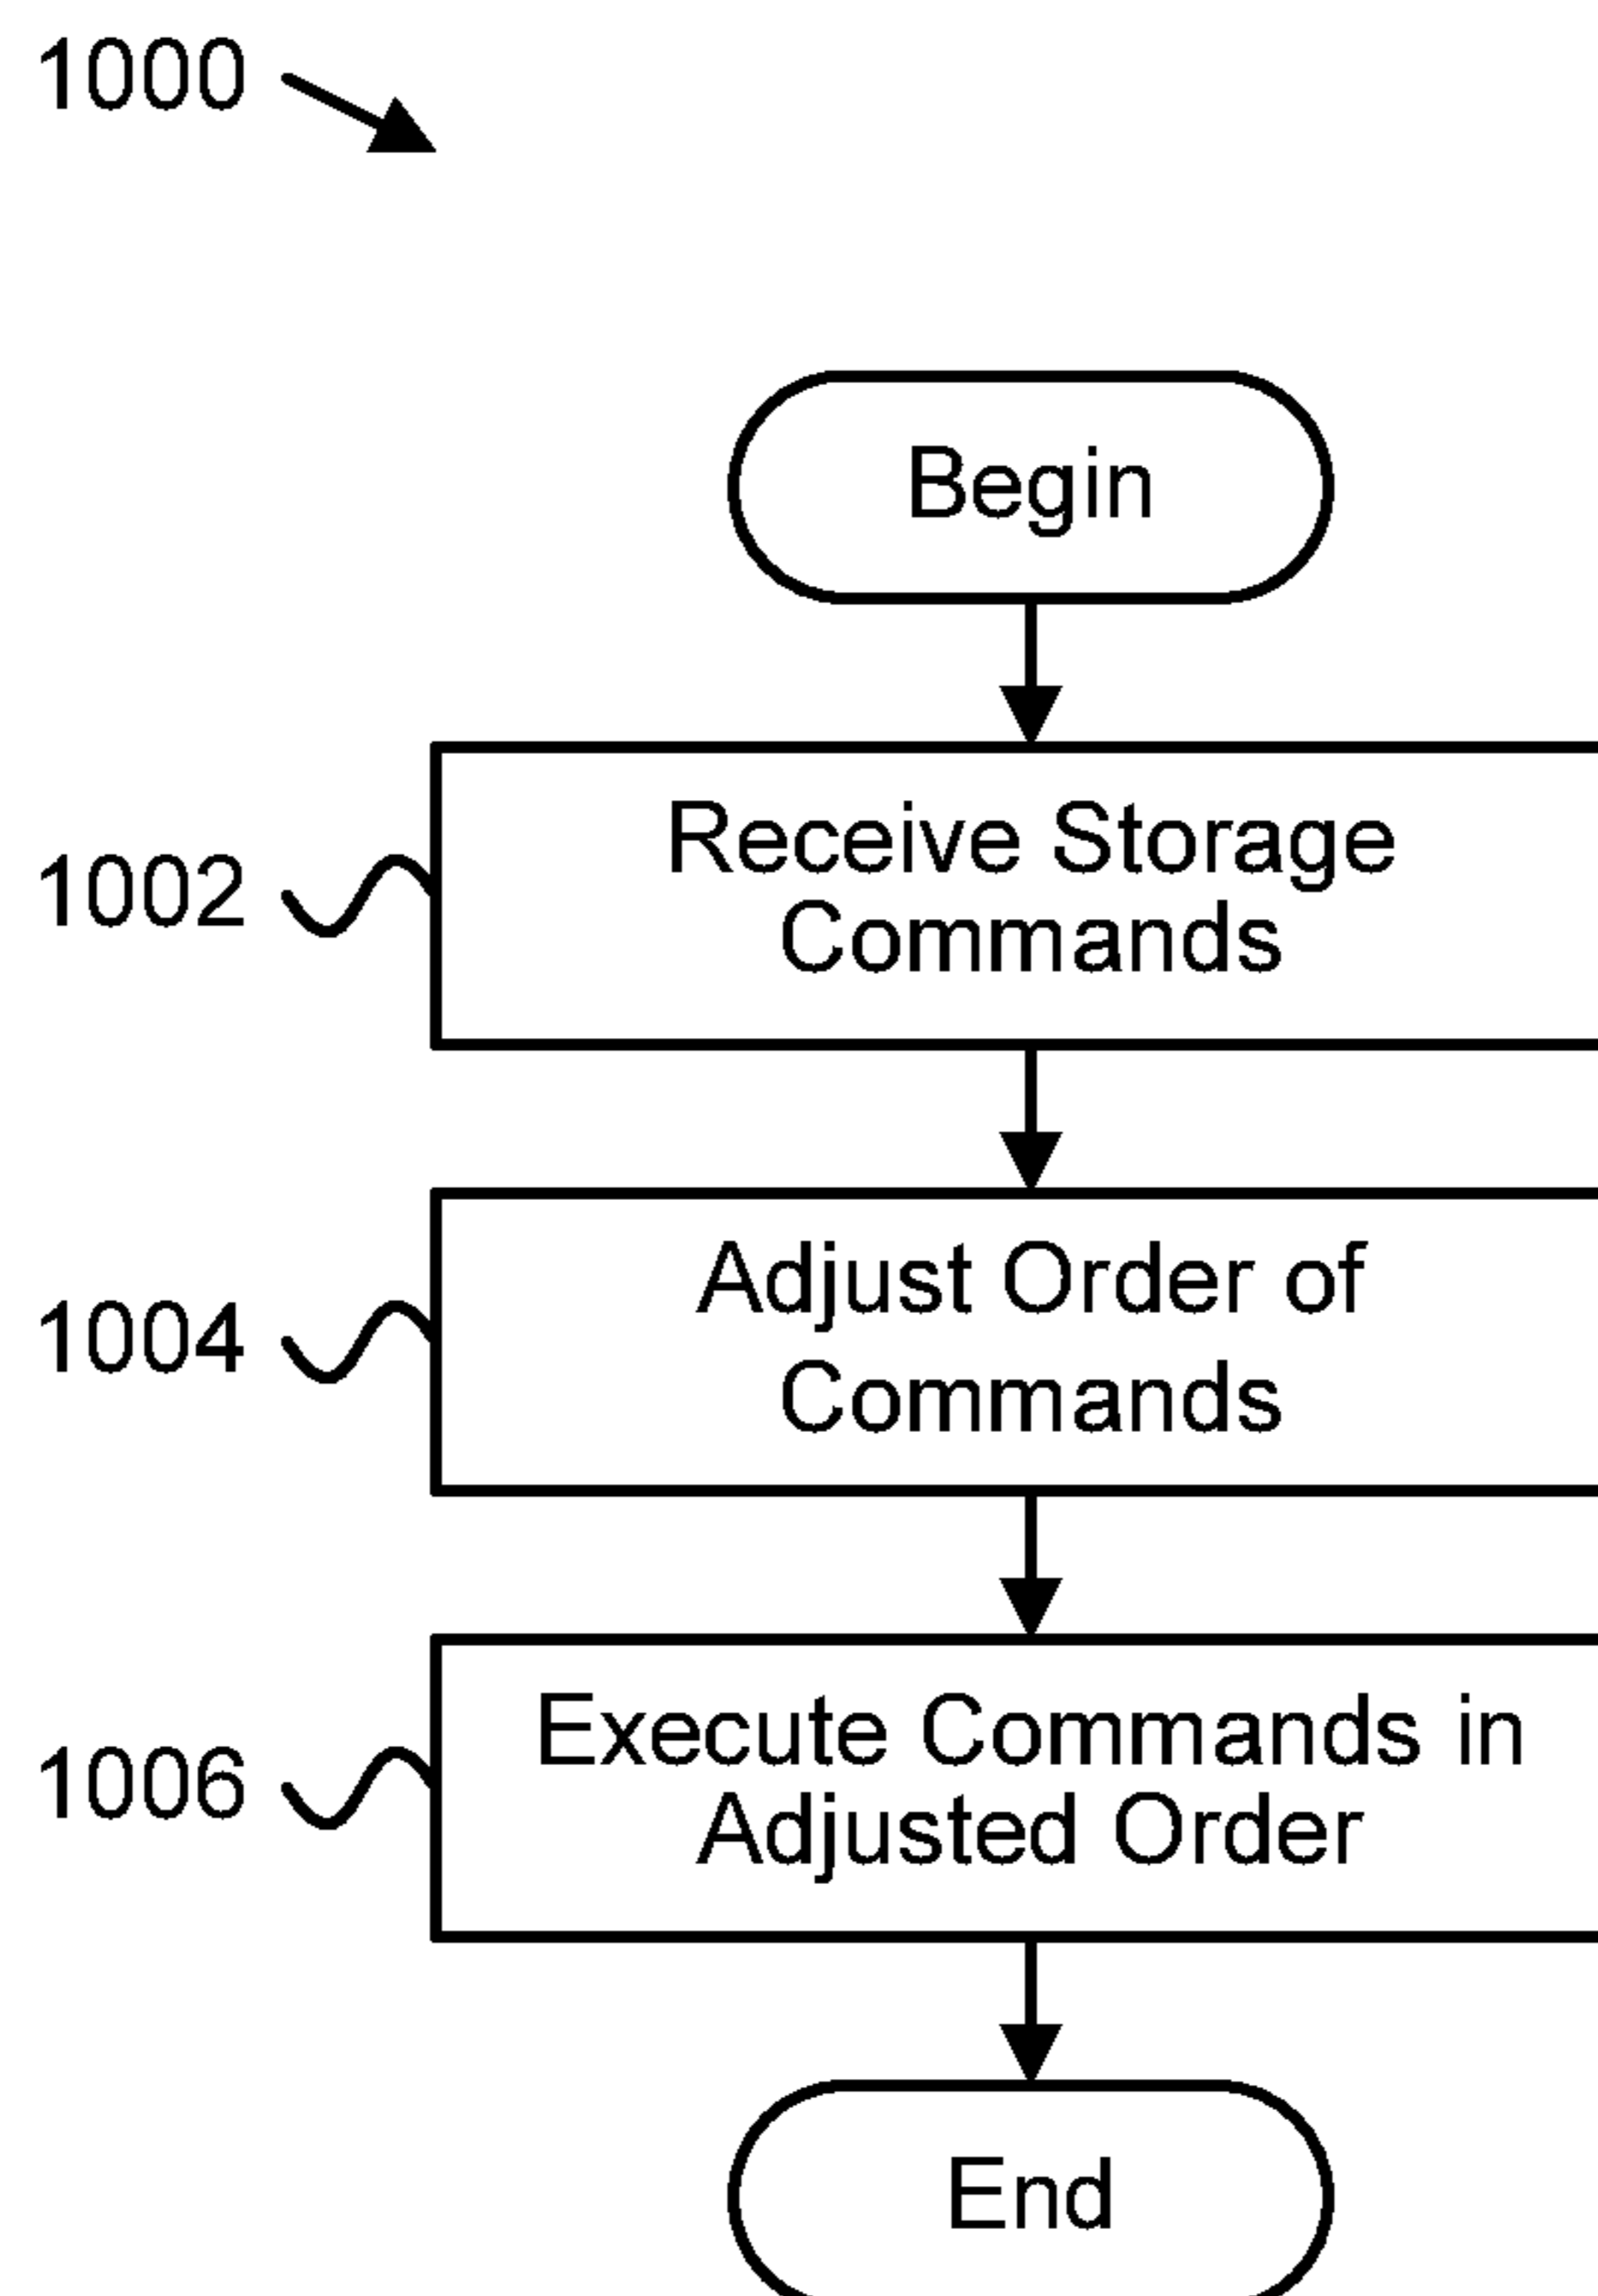 1000
Begin
Receive Storage
Commands
1002
Adjust Order of
Commands
1004
Execute Commands in
Adjusted Order
1006
End